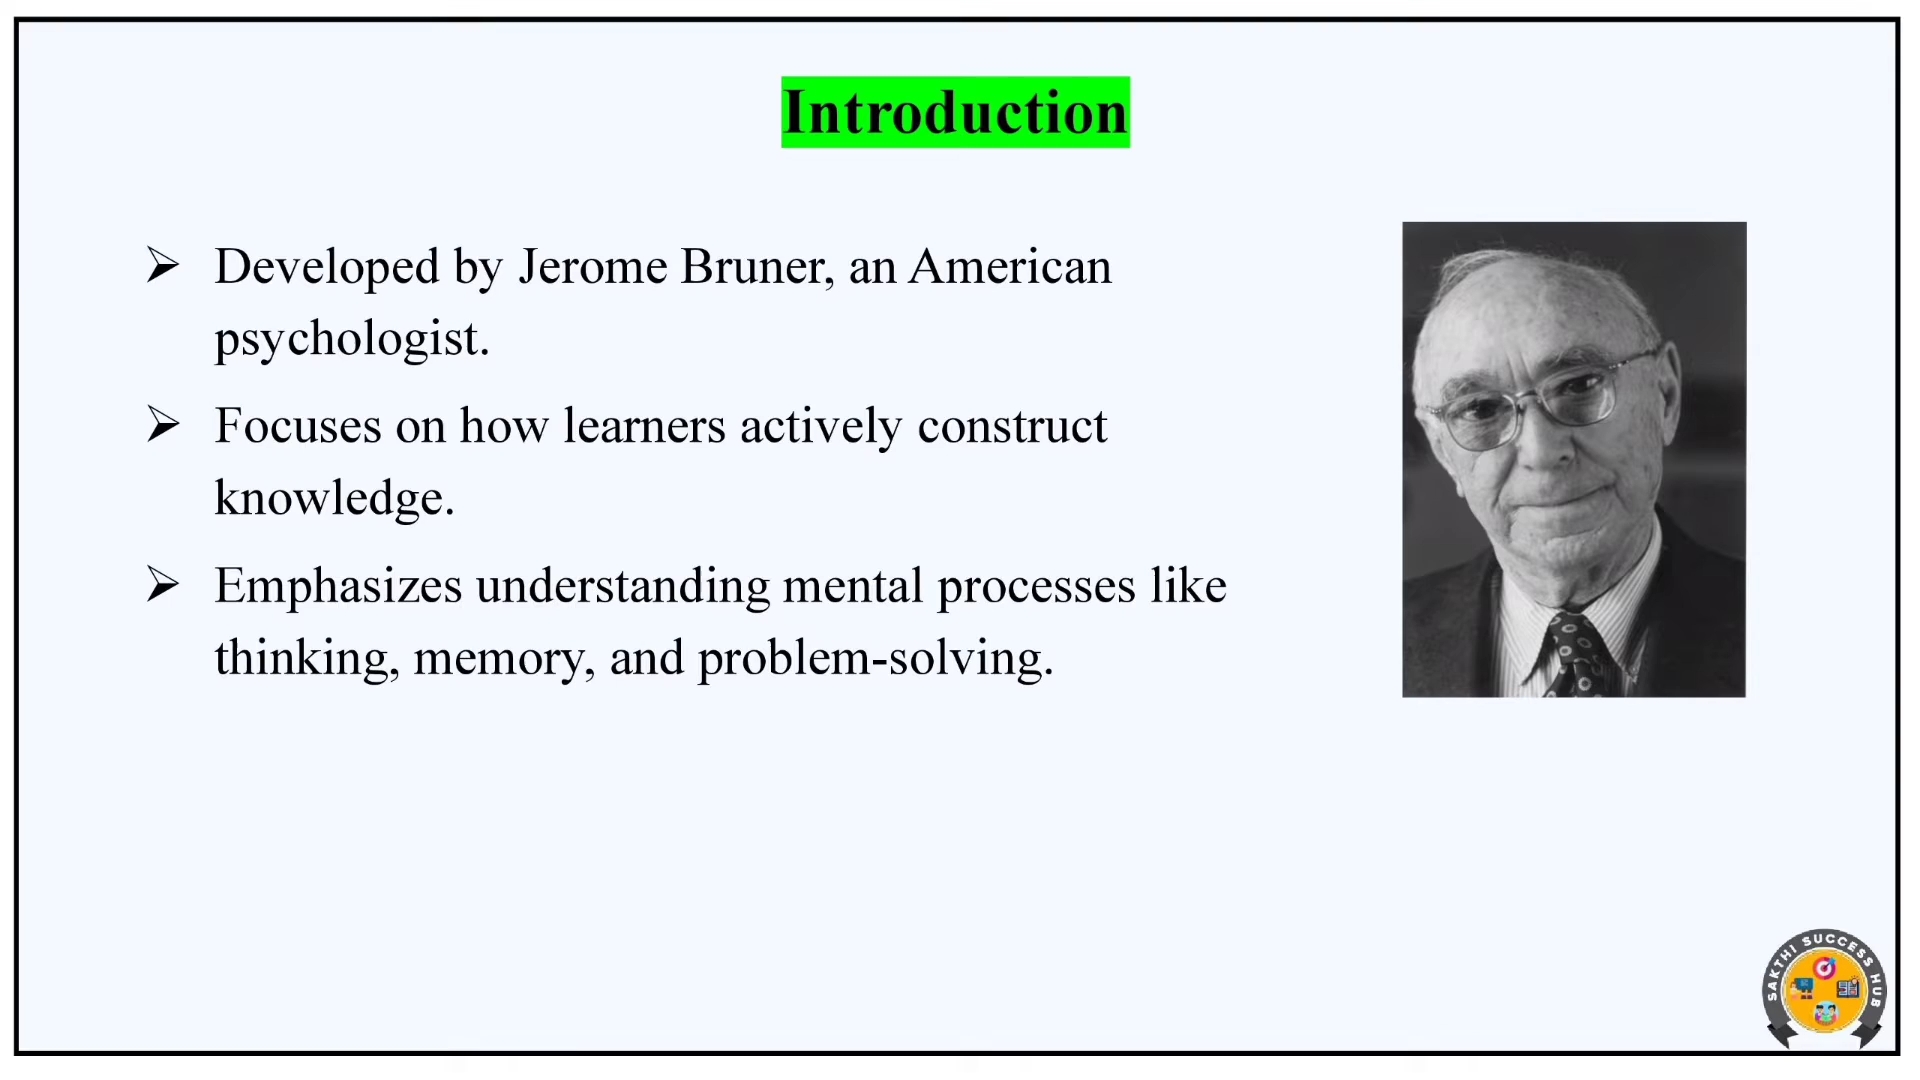 Introduction
➢ Developed by Jerome Bruner, an American
psychologist.
➢ Focuses on how learners actively construct
knowledge.
➢ Emphasizes understanding mental processes like
thinking, memory, and problem-solving.
SAKTHI SUCCESS HUB